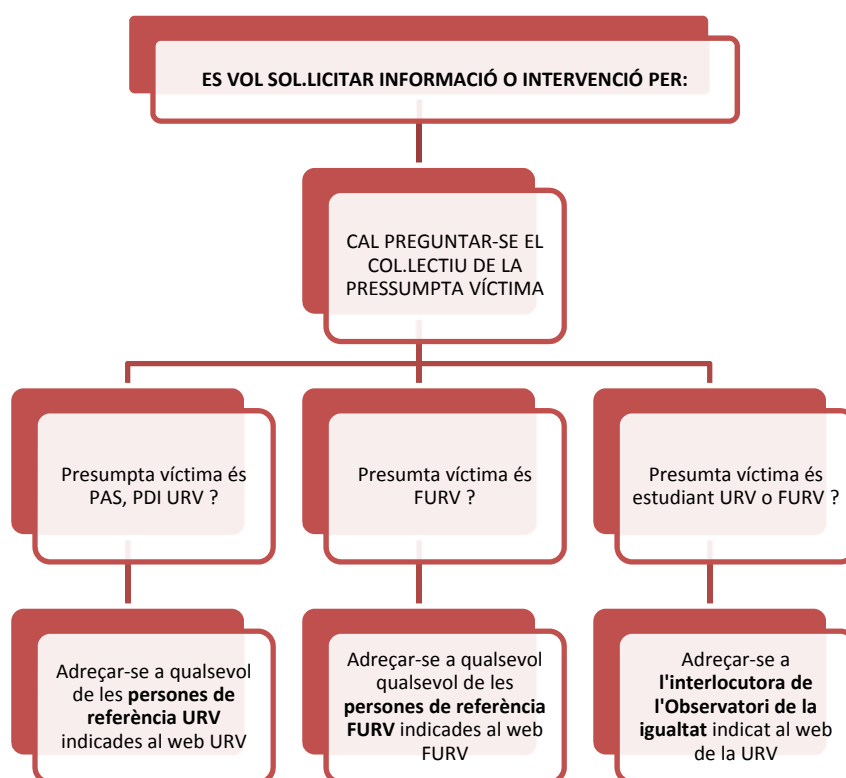 ES VOL SOL.LICITAR INFORMACIÓ O INTERVENCIÓ PER:
CAL PREGUNTAR-SE EL
COL.LECTIU DE LA
PRESSUMPTA VÍCTIMA
Presumpta víctima és
PAS, PDI URV ?
Presumta víctima és
FURV ?
Presumta víctima és
estudiant URV o FURV ?
Adreçar-se a qualsevol
de les persones de
referència URV
indicades al web URV
Adreçar-se a qualsevol
qualsevol de les
persones de referència
FURV indicades al web
FURV
Adreçar-se a
l'interlocutora de
l'Observatori de la
igualtat indicat al web
de la URV